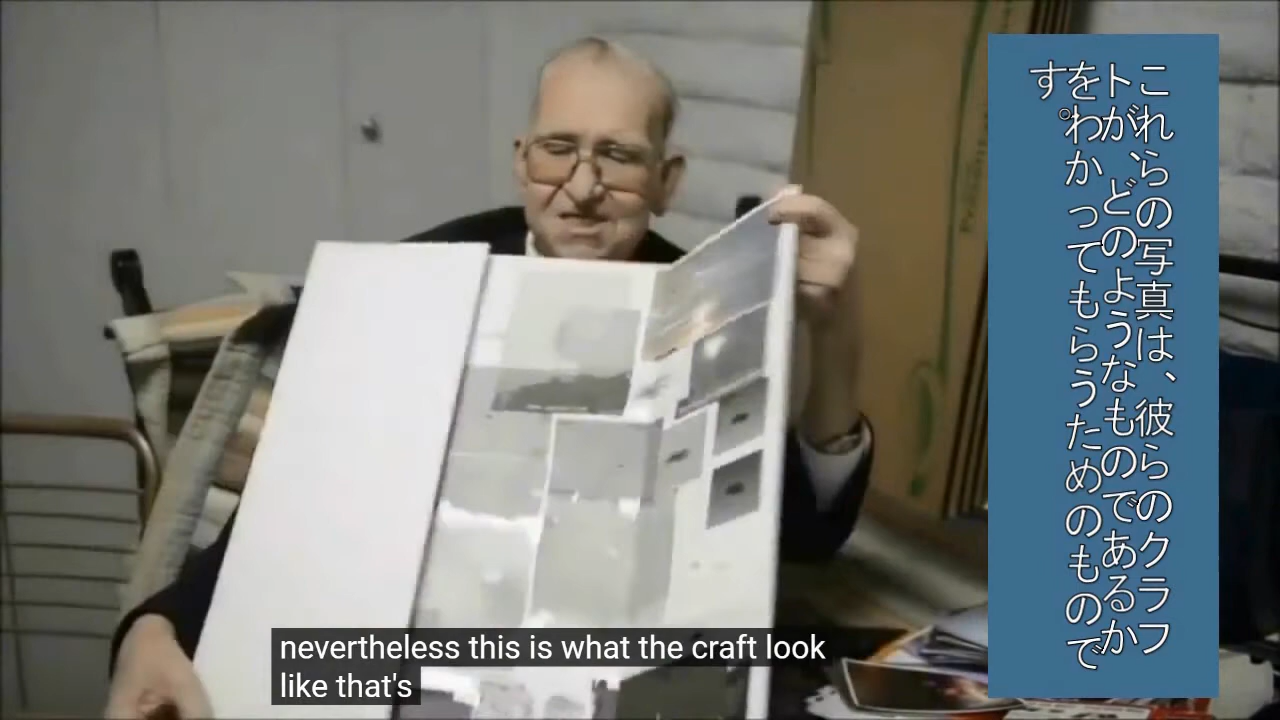 これらの写真は、彼らのクラフ
トが、どのようなものであるか
をわかってもらうためのもので
す。
nevertheless this is what the craft look
like that's